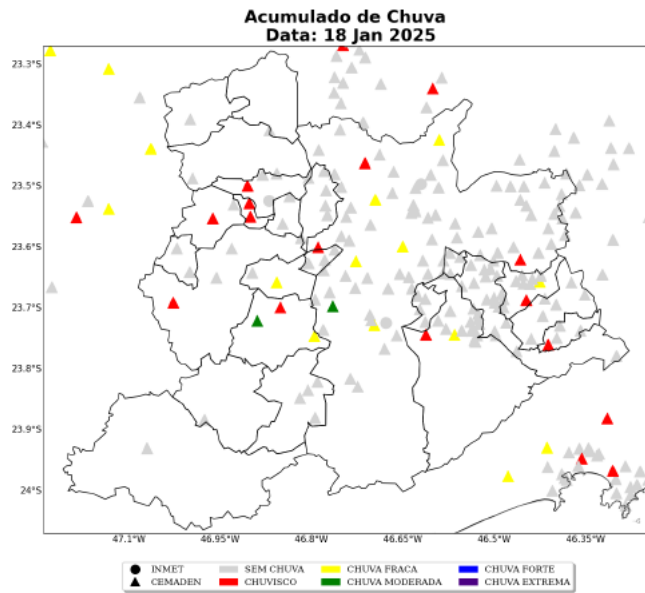 Acumulado de Chuva
Data: 18 Jan 2025
23.3°S
23.4°S
23.5°S
23.6°S
23.7°S
23.8°S
23.9°S
24°S
47.1°W 46.95°W 46.8°W 46.65°W 46.5°W 46.35°W
INMET SEM CHUVA CHUVA FRACA CHUVA FORTE
CEMADEN CHUVISCO CHUVA MODERADA CHUVA EXTREMA